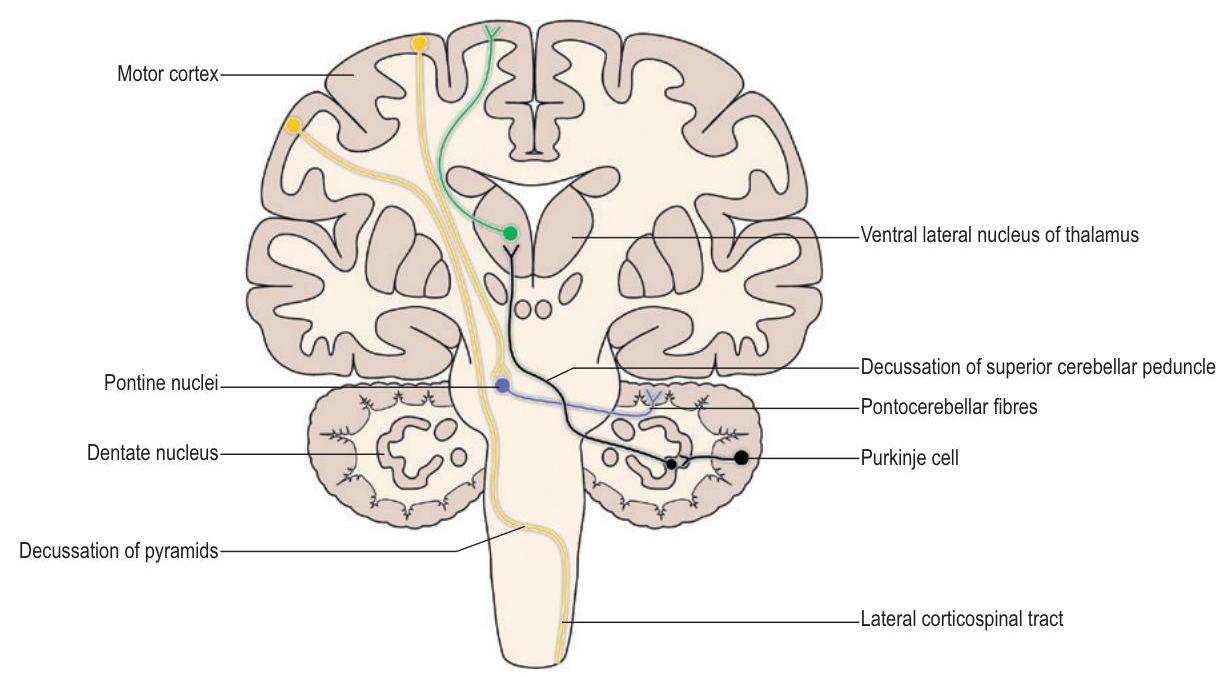 Motor cortex
Ventral lateral nucleus of thalamus
Decussation of superior cerebellar peduncle
Pontine nuclei
Pontocerebellar fibres
Dentate nucleus
Purkinje cell
Decussation of pyramids
Lateral corticospinal tract